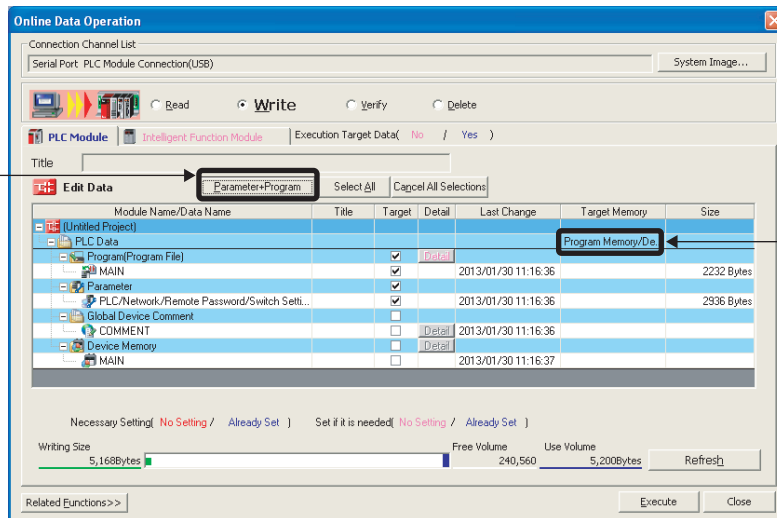 Online Data Operation
Connection Channel List
Serial Port PLC Module Connection(USB)
System Image...
Read Write Verify Delete
PLC Module Intelligent Function Module Execution Target Data( No / Yes )
Title
Edit Data Parameter+Program Select All Cancel All Selections
Module Name/Data Name Title Target Detail Last Change Target Memory Size
(Untitled Project)
PLC Data Program Memory/De...
Program(Program File) Detail
MAIN 2013/01/30 11:16:36 2232 Bytes
Parameter
PLC/Network/Remote Password/Switch Setti... 2013/01/30 11:16:36 2936 Bytes
Global Device Comment
COMMENT Detail 2013/01/30 11:16:36
Device Memory Detail
MAIN 2013/01/30 11:16:37
Necessary Setting( No Setting / Already Set ) Set if it is needed( No Setting / Already Set )
Writing Size Free Volume Use Volume
5,168Bytes 240,560 5,200Bytes Refresh
Related Functions>> Execute Close